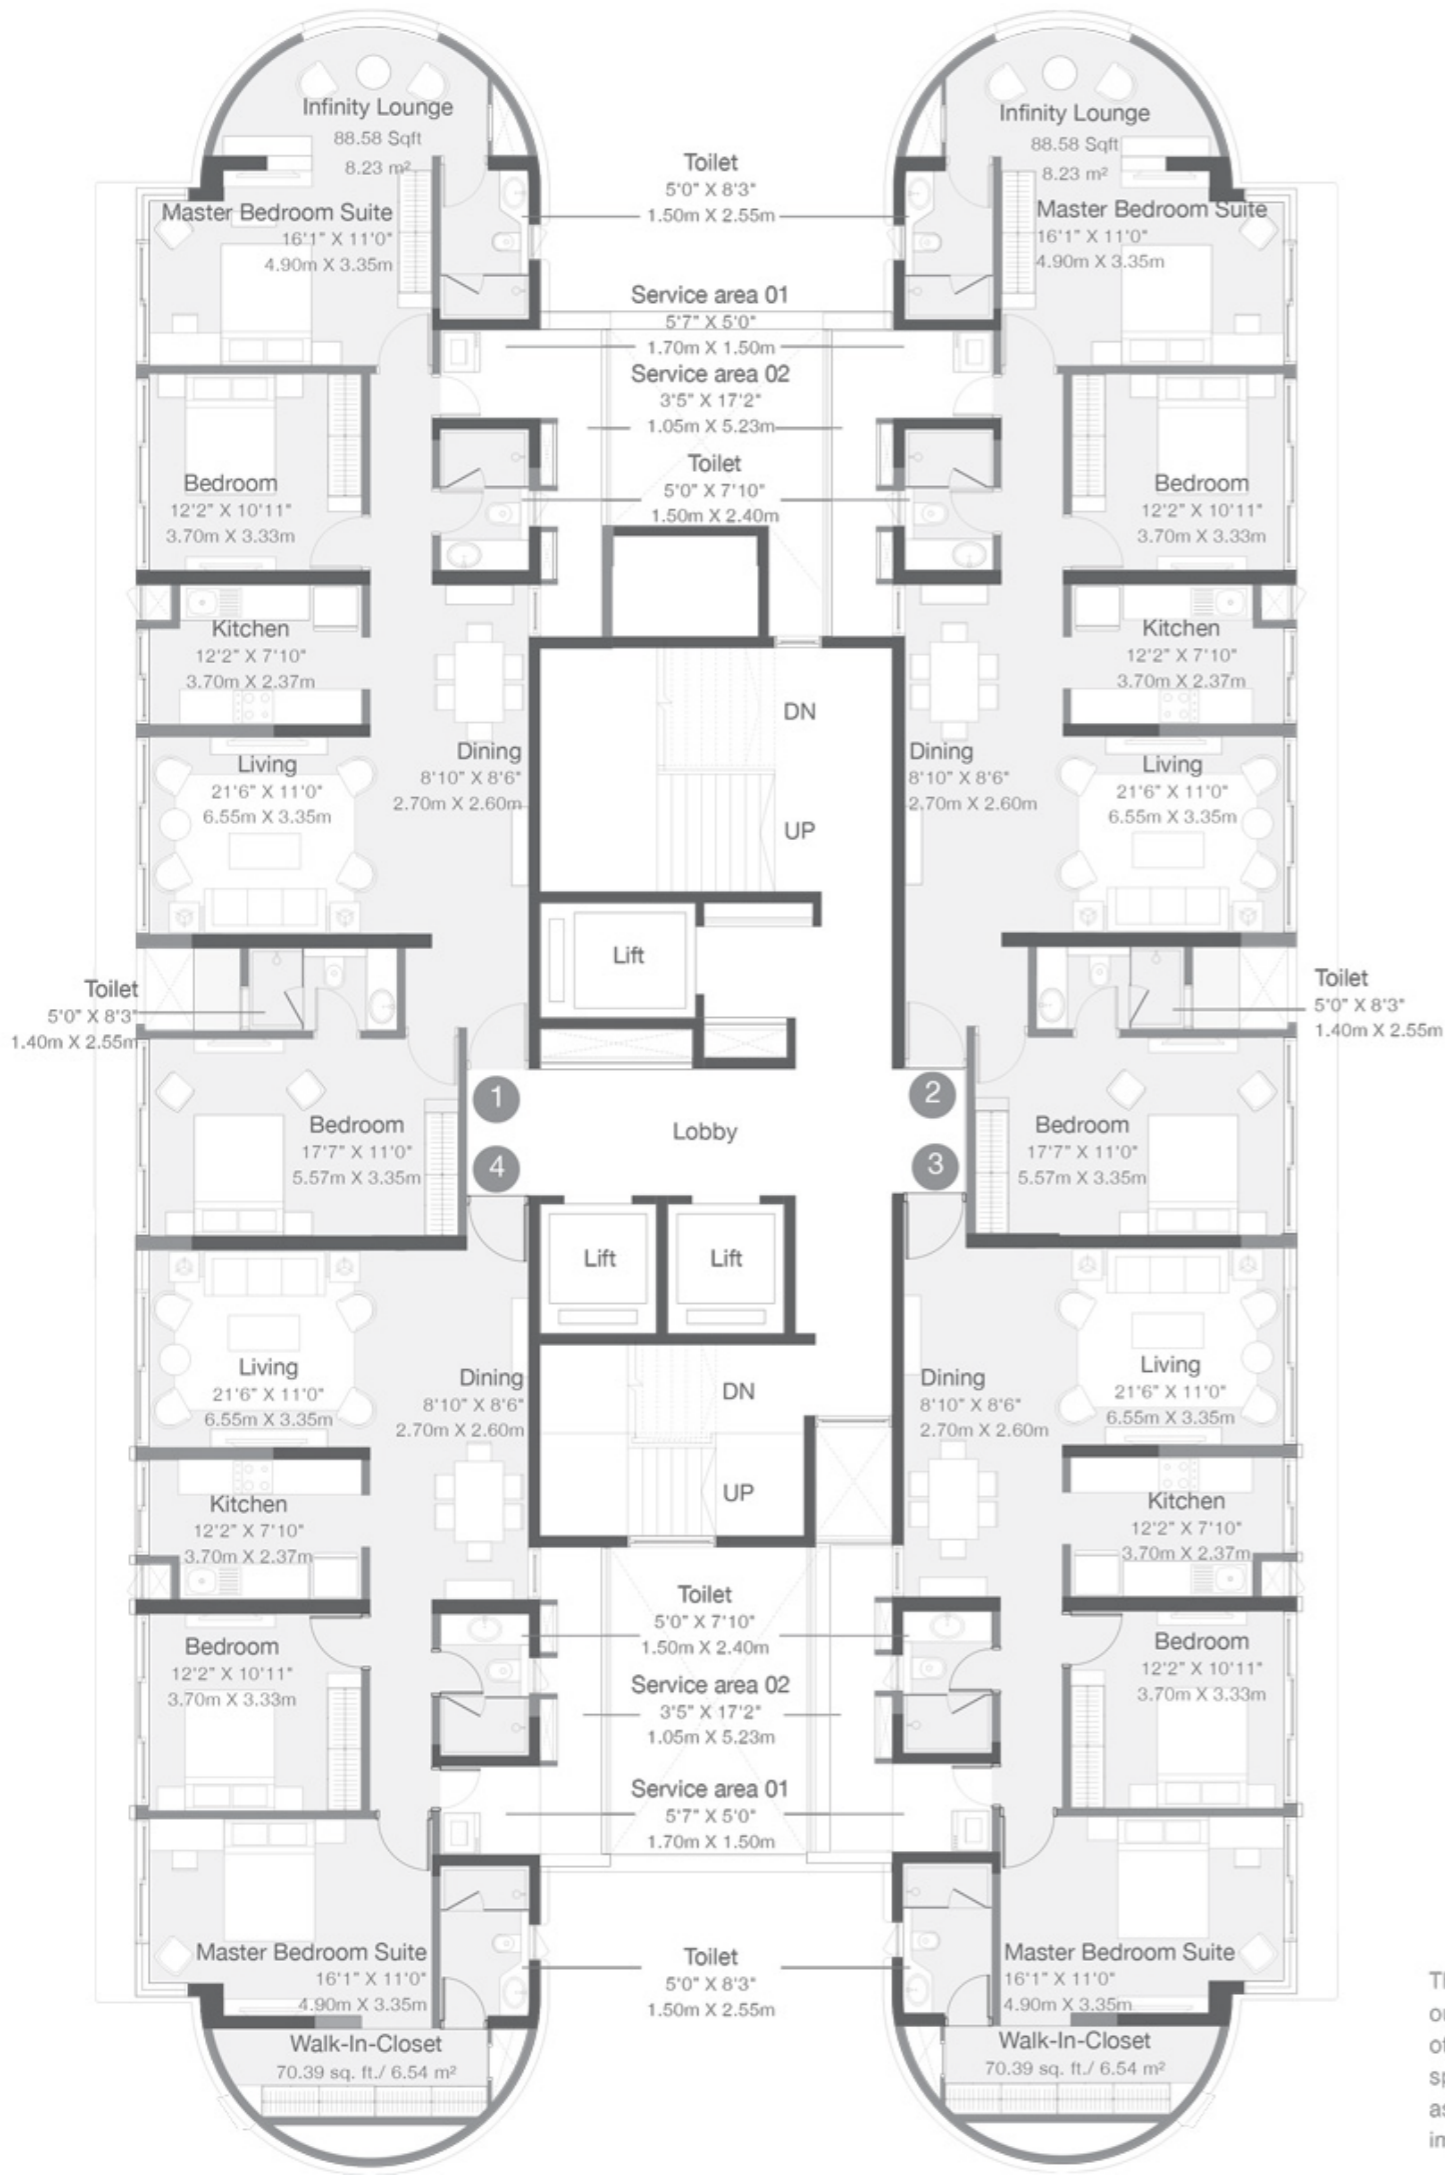 Infinity Lounge
88.58 Sqft
8.23 m²
Master Bedroom Suite
16'1" X 11'0"
4.90m X 3.35m
Toilet
5'0" X 8'3"
1.50m X 2.55m
Infinity Lounge
88.58 Sqft
8.23 m²
Master Bedroom Suite
16'1" X 11'0"
4.90m X 3.35m
Service area 01
5'7" X 5'0"
1.70m X 1.50m
Service area 02
3'5" X 17'2"
1.05m X 5.23m
Toilet
5'0" X 7'10"
1.50m X 2.40m
Bedroom
12'2" X 10'11"
3.70m X 3.33m
Bedroom
12'2" X 10'11"
3.70m X 3.33m
Kitchen
12'2" X 7'10"
3.70m X 2.37m
Kitchen
12'2" X 7'10"
3.70m X 2.37m
Living
21'6" X 11'0"
6.55m X 3.35m
Dining
8'10" X 8'6"
2.70m X 2.60m
DN
UP
Dining
8'10" X 8'6"
2.70m X 2.60m
Living
21'6" X 11'0"
6.55m X 3.35m
Lift
Toilet
5'0" X 8'3"
1.40m X 2.55m
Toilet
5'0" X 8'3"
1.40m X 2.55m
Bedroom
17'7" X 11'0"
5.57m X 3.35m
1
4
Lobby
2
3
Bedroom
17'7" X 11'0"
5.57m X 3.35m
Lift
Lift
Living
21'6" X 11'0"
6.55m X 3.35m
Dining
8'10" X 8'6"
2.70m X 2.60m
DN
UP
Dining
8'10" X 8'6"
2.70m X 2.60m
Living
21'6" X 11'0"
6.55m X 3.35m
Kitchen
12'2" X 7'10"
3.70m X 2.37m
Kitchen
12'2" X 7'10"
3.70m X 2.37m
Toilet
5'0" X 7'10"
1.50m X 2.40m
Bedroom
12'2" X 10'11"
3.70m X 3.33m
Bedroom
12'2" X 10'11"
3.70m X 3.33m
Service area 02
3'5" X 17'2"
1.05m X 5.23m
Service area 01
5'7" X 5'0"
1.70m X 1.50m
Master Bedroom Suite
16'1" X 11'0"
4.90m X 3.35m
Toilet
5'0" X 8'3"
1.50m X 2.55m
Master Bedroom Suite
16'1" X 11'0"
4.90m X 3.35m
Walk-In-Closet
70.39 sq. ft./ 6.54 m²
Walk-In-Closet
70.39 sq. ft./ 6.54 m²